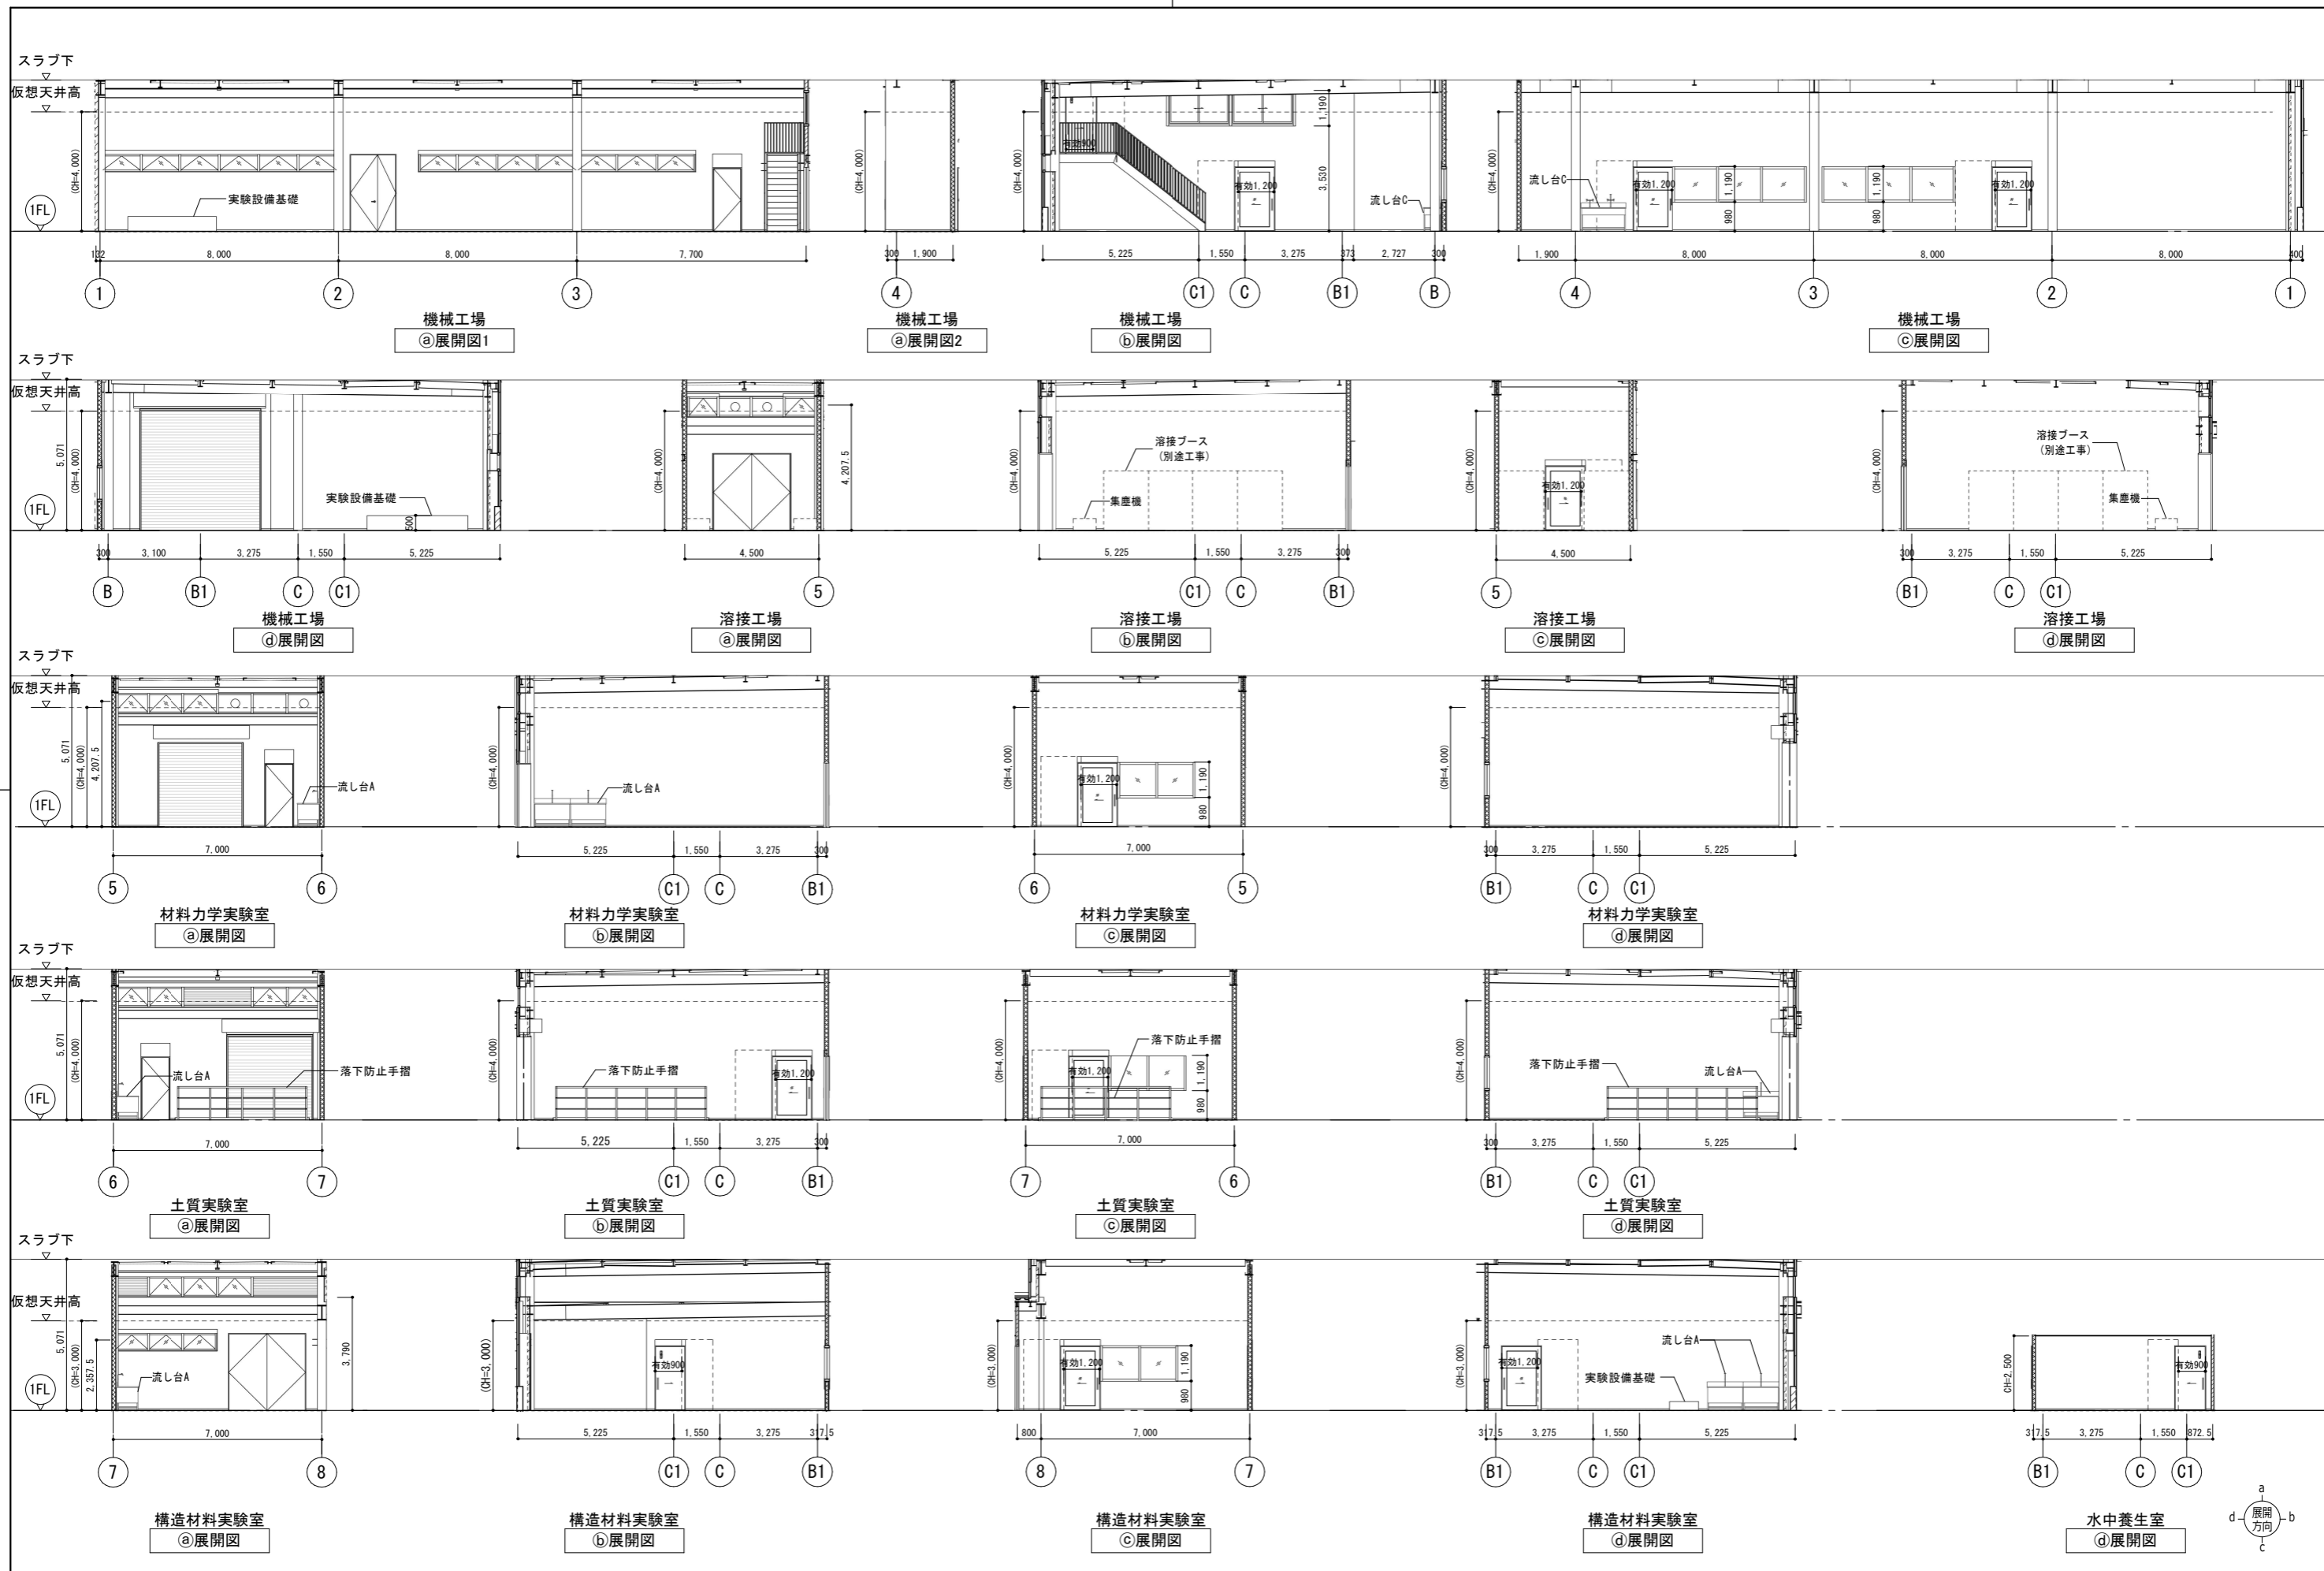 スラブ下
仮想天井高
(CH=4,000)
1FL
実験設備基礎
132
8,000
8,000
7,700
1
2
3
機械工場
ⓐ展開図1
(CH=4,000)
300
1,900
4
機械工場
ⓐ展開図2
(CH=4,000)
有効900
有効1,200
1,190
3,530
流し台C
5,225
1,550
3,275
373
2,727
300
C1
C
B1
B
機械工場
ⓑ展開図
(CH=4,000)
流し台C
有効1,200
1,190
980
1,190
980
有効1,200
1,900
8,000
8,000
8,000
400
4
3
2
1
機械工場
ⓒ展開図
スラブ下
仮想天井高
5,071
(CH=4,000)
1FL
実験設備基礎
500
300
3,100
3,275
1,550
5,225
B
B1
C
C1
機械工場
ⓓ展開図
(CH=4,000)
4,207.5
4,500
5
溶接工場
ⓐ展開図
(CH=4,000)
溶接ブース
(別途工事)
集塵機
5,225
1,550
3,275
300
C1
C
B1
溶接工場
ⓑ展開図
(CH=4,000)
有効1,200
4,500
5
溶接工場
ⓒ展開図
(CH=4,000)
溶接ブース
(別途工事)
集塵機
300
3,275
1,550
5,225
B1
C
C1
溶接工場
ⓓ展開図
スラブ下
仮想天井高
5,071
(CH=4,000)
4,207.5
1FL
流し台A
7,000
5
6
材料力学実験室
ⓐ展開図
(CH=4,000)
流し台A
5,225
1,550
3,275
300
C1
C
B1
材料力学実験室
ⓑ展開図
(CH=4,000)
有効1,200
1,190
980
7,000
6
5
材料力学実験室
ⓒ展開図
(CH=4,000)
300
3,275
1,550
5,225
B1
C
C1
材料力学実験室
ⓓ展開図
スラブ下
仮想天井高
5,071
(CH=4,000)
1FL
流し台A
落下防止手摺
7,000
6
7
土質実験室
ⓐ展開図
(CH=4,000)
落下防止手摺
有効1,200
5,225
1,550
3,275
300
C1
C
B1
土質実験室
ⓑ展開図
(CH=4,000)
落下防止手摺
有効1,200
1,190
980
7,000
7
6
土質実験室
ⓒ展開図
(CH=4,000)
落下防止手摺
流し台A
300
3,275
1,550
5,225
B1
C
C1
土質実験室
ⓓ展開図
スラブ下
仮想天井高
5,071
(CH=3,000)
2,357.5
1FL
流し台A
3,790
7,000
7
8
構造材料実験室
ⓐ展開図
(CH=3,000)
有効900
5,225
1,550
3,275
317.5
C1
C
B1
構造材料実験室
ⓑ展開図
(CH=3,000)
有効1,200
1,190
980
800
7,000
8
7
構造材料実験室
ⓒ展開図
(CH=3,000)
有効1,200
流し台A
実験設備基礎
317.5
3,275
1,550
5,225
B1
C
C1
構造材料実験室
ⓓ展開図
CH=2,500
有効900
317.5
3,275
1,550
872.5
B1
C
C1
水中養生室
ⓓ展開図
a
d
展開
方向
b
c